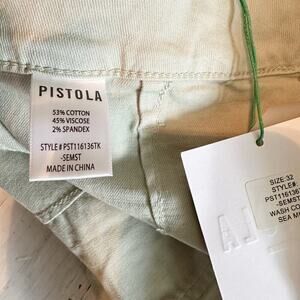 PISTOLA
53% COTTON
45% VISCOSE
2% SPANDEX
STYLE# PST116136TK
-SEMST
MADE IN CHINA
SIZE:32
STYLE#
PST116136
-SEMST
WASH CO
SEA M